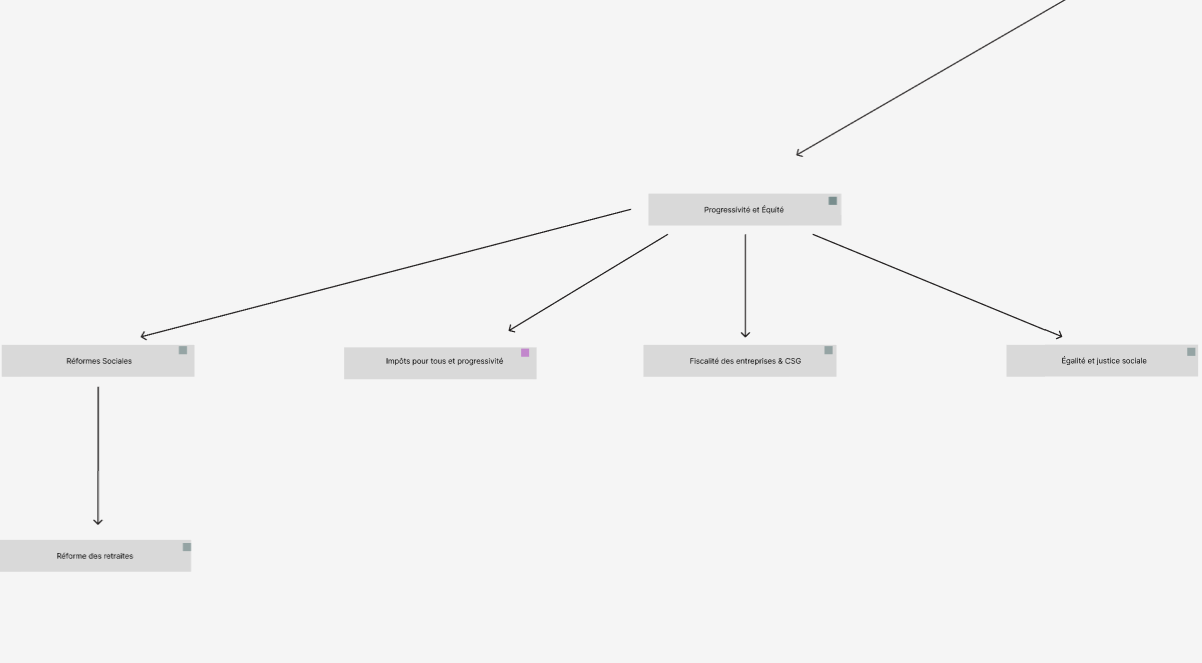 Progressivité et Équité
Réformes Sociales
Impôts pour tous et progressivité
Fiscalité des entreprises & CSG
Égalité et justice sociale
Réforme des retraites